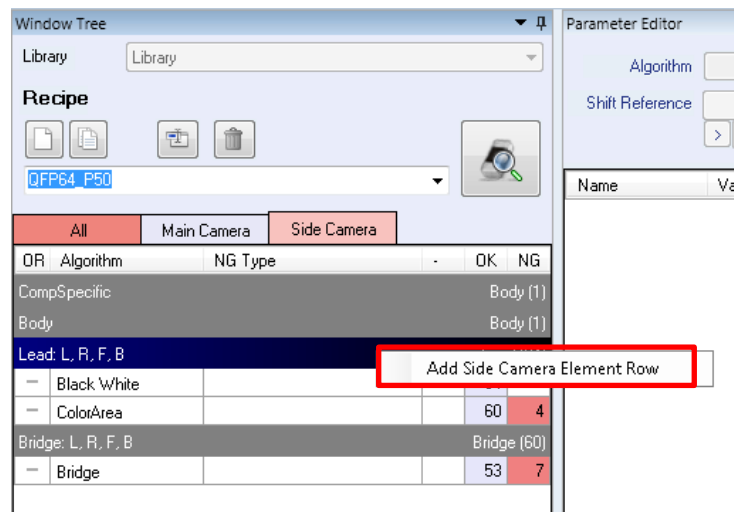 Window Tree
Parameter Editor
Library
Library
Algorithm
Recipe
Shift Reference
QFP64_P50
Name
All
Main Camera
Side Camera
OR
Algorithm
NG Type
-
OK
NG
CompSpecific
Body (1)
Body
Body (1)
Lead: L, R, F, B
Add Side Camera Element Row
Black White
ColorArea
60
4
Bridge: L, R, F, B
Bridge (60)
Bridge
53
7